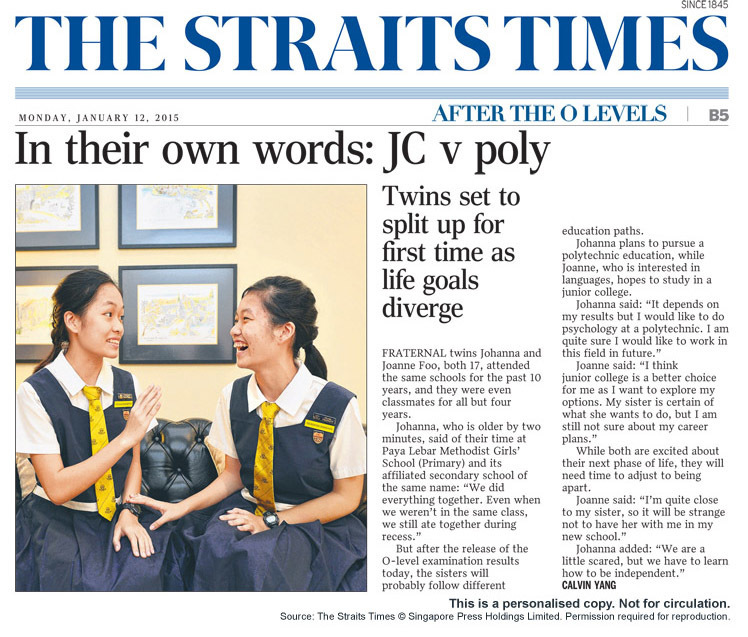 SINCE 1845
THE STRAITS TIMES
MONDAY, JANUARY 12, 2015
AFTER THE O LEVELS | B5
In their own words: JC v poly
Twins set to
split up for
first time as
life goals
diverge
FRATERNAL twins Johanna and
Joanne Foo, both 17, attended
the same schools for the past 10
years, and they were even
classmates for all but four
years.
Johanna, who is older by two
minutes, said of their time at
Paya Lebar Methodist Girls’
School (Primary) and its
affiliated secondary school of
the same name: “We did
everything together. Even when
we weren’t in the same class,
we still ate together during
recess.”
But after the release of the
O-level examination results
today, the sisters will
probably follow different
education paths.
Johanna plans to pursue a
polytechnic education, while
Joanne, who is interested in
languages, hopes to study in a
junior college.
Johanna said: “It depends on
my results but I would like to do
psychology at a polytechnic. I am
quite sure I would like to work in
this field in future.”
Joanne said: “I think
junior college is a better choice
for me as I want to explore my
options. My sister is certain of
what she wants to do, but I am
still not sure about my career
plans.”
While both are excited about
their next phase of life, they will
need time to adjust to being
apart.
Joanne said: “I’m quite close
to my sister, so it will be strange
not to have her with me in my
new school.”
Johanna added: “We are a
little scared, but we have to learn
how to be independent.”
CALVIN YANG
This is a personalised copy. Not for circulation.
Source: The Straits Times © Singapore Press Holdings Limited. Permission required for reproduction.